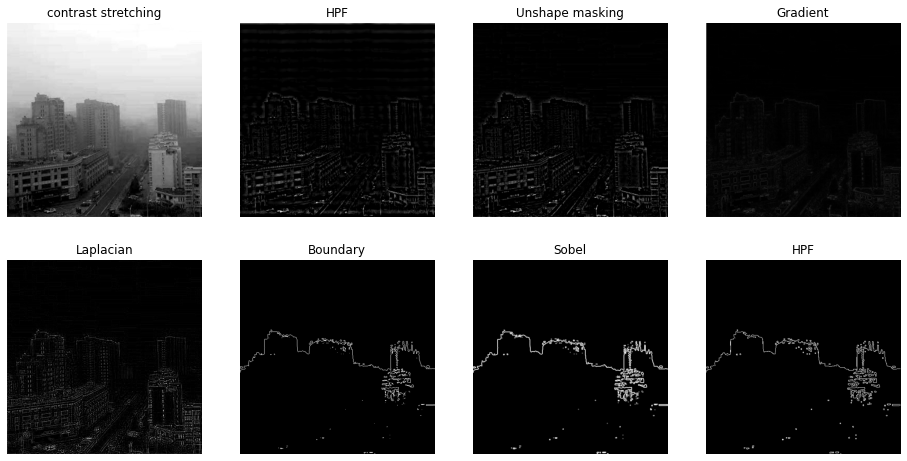 contrast stretching
HPF
Unshape masking
Gradient
Laplacian
Boundary
Sobel
HPF